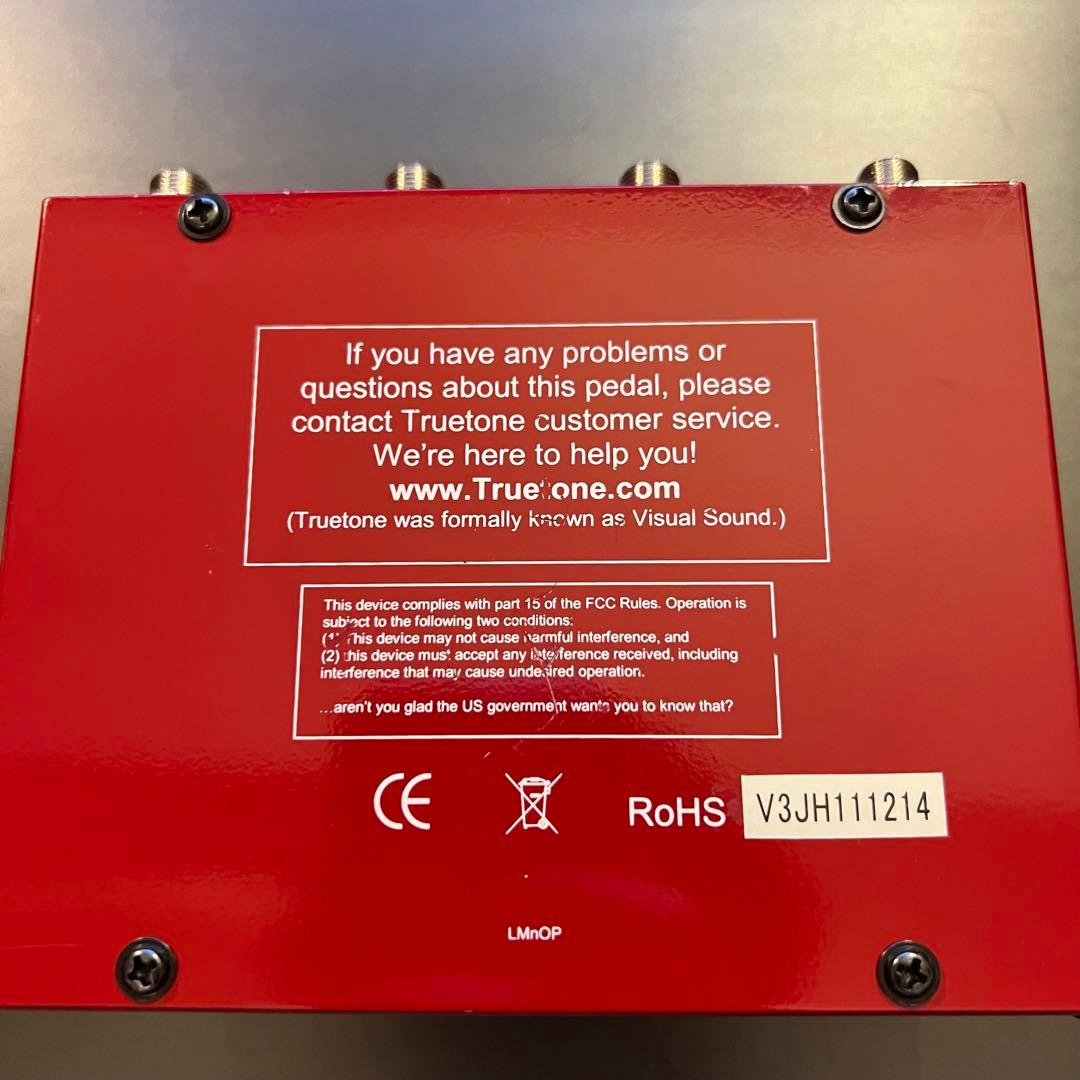 If you have any problems or
questions about this pedal, please
contact Truetone customer service.
We're here to help you!
www.Truetone.com
(Truetone was formally known as Visual Sound.)
This device complies with part 15 of the FCC Rules. Operation is
subject to the following two conditions:
(1) This device may not cause harmful interference, and
(2) this device must accept any interference received, including
interference that may cause undesired operation.
...aren't you glad the US government wants you to know that?
CE
RoHS V3JH111214
LMnOP